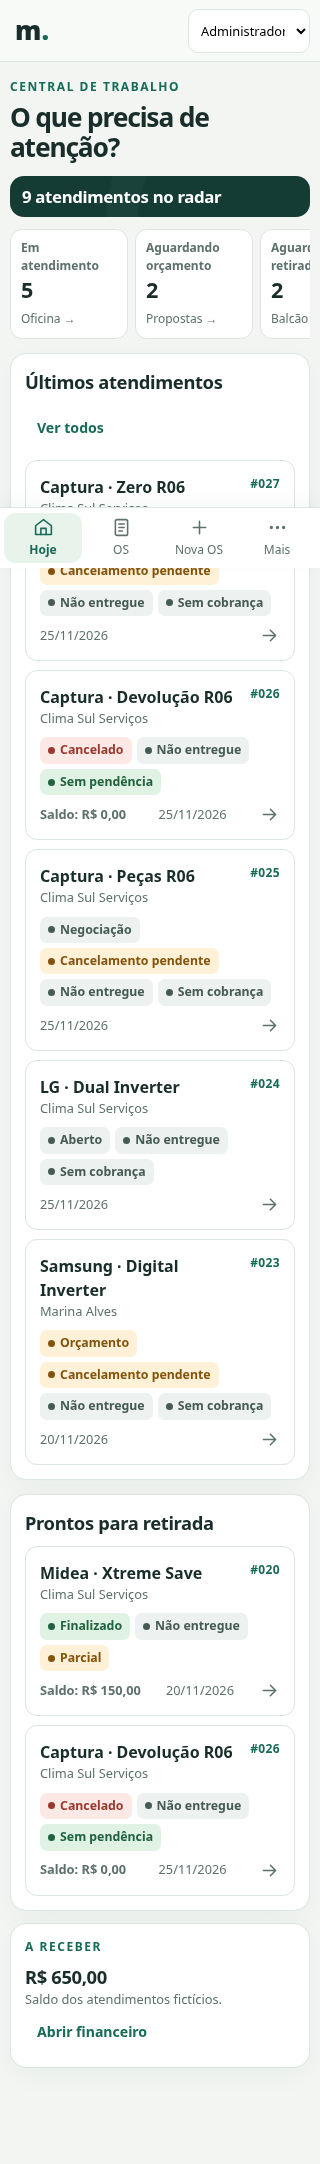 m.
Administrador
CENTRAL DE TRABALHO
O que precisa de
atenção?
9 atendimentos no radar
Em
atendimento
5
Oficina →
Aguardando
orçamento
2
Propostas →
2
Balcão
Últimos atendimentos
Ver todos
Captura · Zero R06
#027
Hoje
OS
Nova OS
Mais
Cancelamento pendente
Não entregue
Sem cobrança
25/11/2026
Captura · Devolução R06
#026
Clima Sul Serviços
Cancelado
Não entregue
Sem pendência
Saldo: R$ 0,00
25/11/2026
Captura · Peças R06
#025
Clima Sul Serviços
Negociação
Cancelamento pendente
Não entregue
Sem cobrança
25/11/2026
LG · Dual Inverter
#024
Clima Sul Serviços
Aberto
Não entregue
Sem cobrança
25/11/2026
Samsung · Digital
Inverter
#023
Marina Alves
Orçamento
Cancelamento pendente
Não entregue
Sem cobrança
20/11/2026
Prontos para retirada
Midea · Xtreme Save
#020
Clima Sul Serviços
Finalizado
Não entregue
Parcial
Saldo: R$ 150,00
20/11/2026
Captura · Devolução R06
#026
Clima Sul Serviços
Cancelado
Não entregue
Sem pendência
Saldo: R$ 0,00
25/11/2026
A RECEBER
R$ 650,00
Saldo dos atendimentos fictícios.
Abrir financeiro